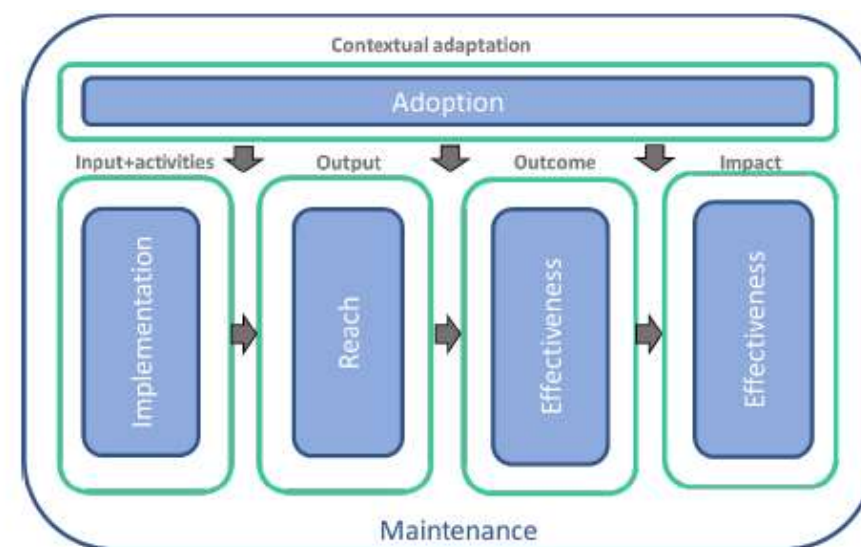 Contextual adaptation
Adoption
Input+activities
Output
Outcome
Impact
Implementation
Reach
Effectiveness
Effectiveness
Maintenance